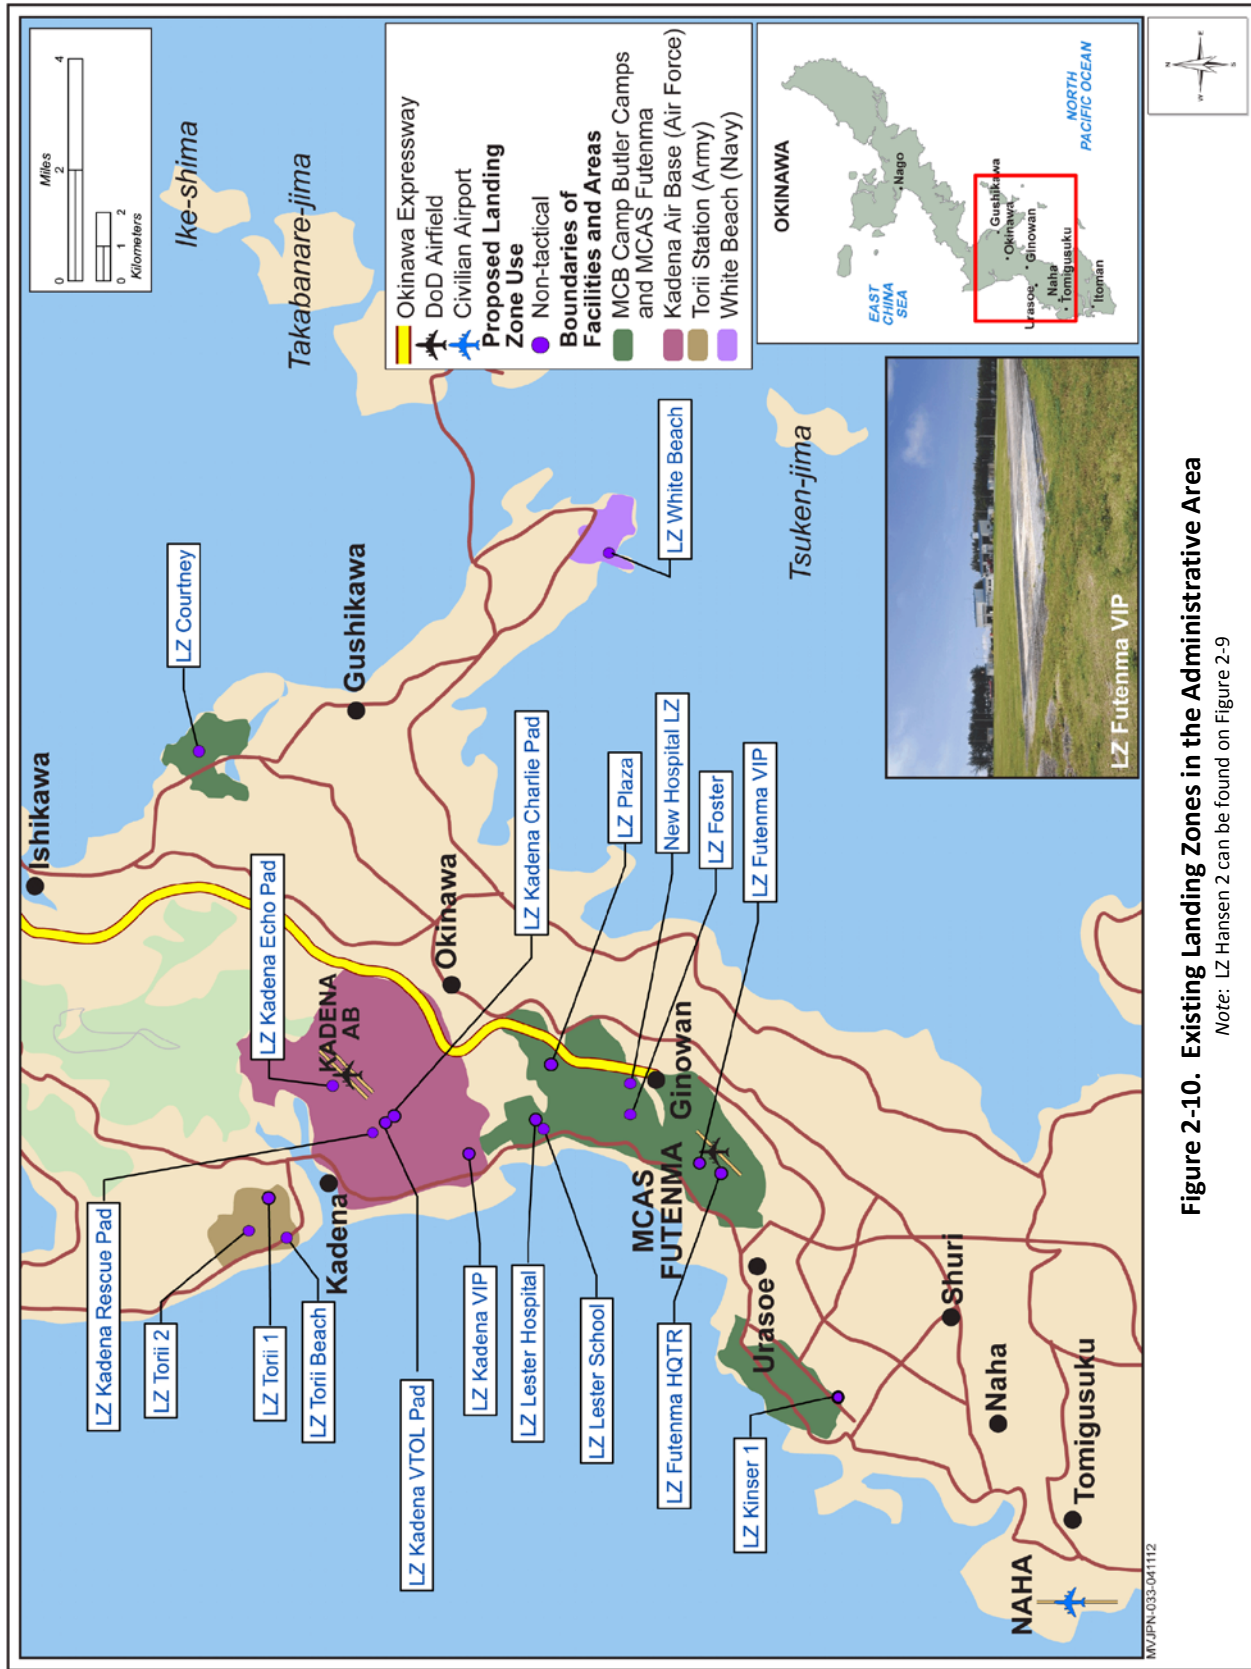 Miles
0
2
4
0
1
2
Kilometers
Ike-shima
Takabanare-jima
Tsuken-jima
Okinawa Expressway
DoD Airfield
Civilian Airport
Proposed Landing
Zone Use
Non-tactical
Boundaries of
Facilities and Areas
MCB Camp Butler Camps
and MCAS Futenma
Kadena Air Base (Air Force)
Torii Station (Army)
White Beach (Navy)
OKINAWA
EAST
CHINA
SEA
NORTH
PACIFIC OCEAN
Nago
Gushikawa
Okinawa
Ginowan
Urasoe
Naha
Tomigusuku
Itoman
N
E
S
W
Ishikawa
LZ Courtney
Gushikawa
LZ White Beach
LZ Kadena Echo Pad
KADENA
AB
Okinawa
LZ Kadena Charlie Pad
LZ Plaza
New Hospital LZ
LZ Foster
LZ Futenma VIP
LZ Kadena Rescue Pad
LZ Torii 2
LZ Torii 1
LZ Torii Beach
Kadena
LZ Kadena VTOL Pad
LZ Kadena VIP
LZ Lester Hospital
LZ Lester School
MCAS
FUTENMA
Ginowan
LZ Futenma HQTR
Urasoe
LZ Kinser 1
Shuri
Naha
Tomigusuku
NAHA
LZ Futenma VIP
MVJPN-033-041112
Figure 2-10. Existing Landing Zones in the Administrative Area
Note: LZ Hansen 2 can be found on Figure 2-9